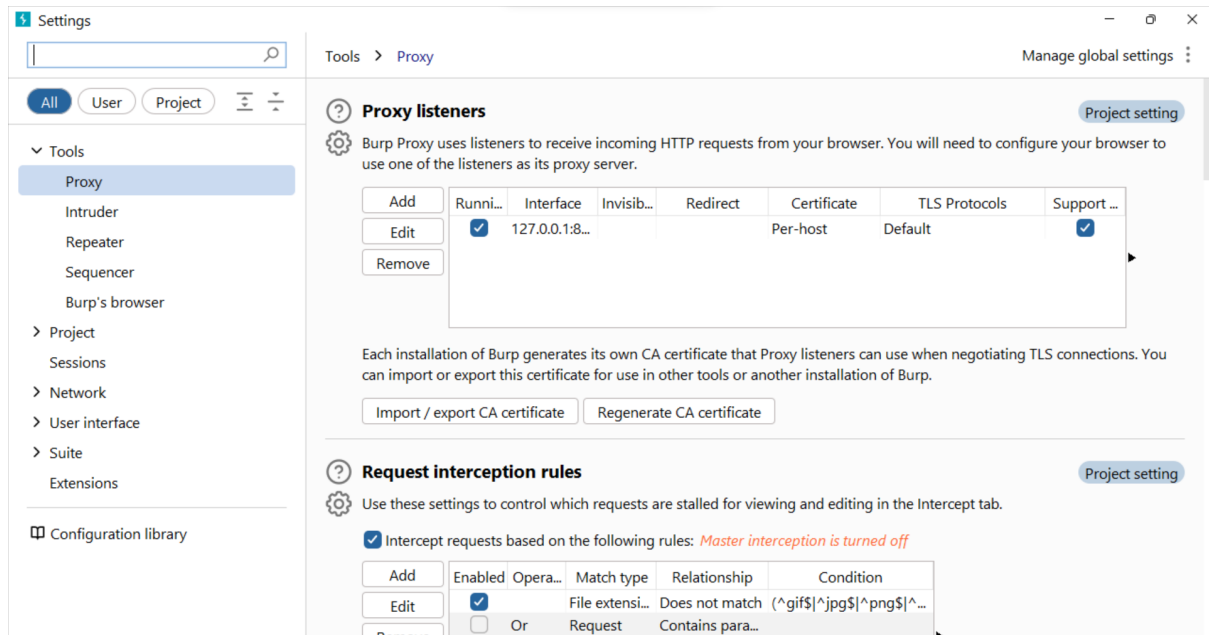 Settings
Tools > Proxy
Manage global settings
All User Project
Tools
Proxy
Intruder
Repeater
Sequencer
Burp's browser
Project
Sessions
Network
User interface
Suite
Extensions
Configuration library
Proxy listeners
Project setting
Burp Proxy uses listeners to receive incoming HTTP requests from your browser. You will need to configure your browser to
use one of the listeners as its proxy server.
Add
Edit
Remove
Runni... Interface Invisib... Redirect Certificate TLS Protocols Support ...
127.0.0.1:8... Per-host Default
Each installation of Burp generates its own CA certificate that Proxy listeners can use when negotiating TLS connections. You
can import or export this certificate for use in other tools or another installation of Burp.
Import / export CA certificate Regenerate CA certificate
Request interception rules
Project setting
Use these settings to control which requests are stalled for viewing and editing in the Intercept tab.
Intercept requests based on the following rules: Master interception is turned off
Add
Edit
Enabled Opera... Match type Relationship Condition
File extensi... Does not match (^gif$|^jpg$|^png$|^...
Or Request Contains para...